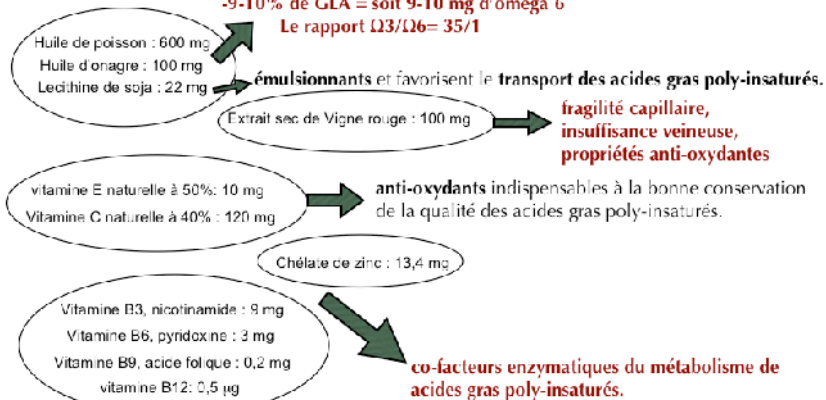 -9-10% de GLA = soit 9-10 mg d'oméga 6
Le rapport Ω3/Ω6= 35/1
Huile de poisson : 600 mg
Huile d'onagre : 100 mg
Lecithine de soja : 22 mg
émulsionnants et favorisent le transport des acides gras poly-insaturés.
Extrait sec de Vigne rouge : 100 mg
fragilité capillaire,
insuffisance veineuse,
propriétés anti-oxydantes
vitamine E naturelle à 50%: 10 mg
Vitamine C naturelle à 40% : 120 mg
anti-oxydants indispensables à la bonne conservation
de la qualité des acides gras poly-insaturés.
Chélate de zinc : 13,4 mg
Vitamine B3, nicotinamide : 9 mg
Vitamine B6, pyridoxine : 3 mg
Vitamine B9, acide folique : 0,2 mg
vitamine B12: 0,5 µg
co-facteurs enzymatiques du métabolisme de
acides gras poly-insaturés.